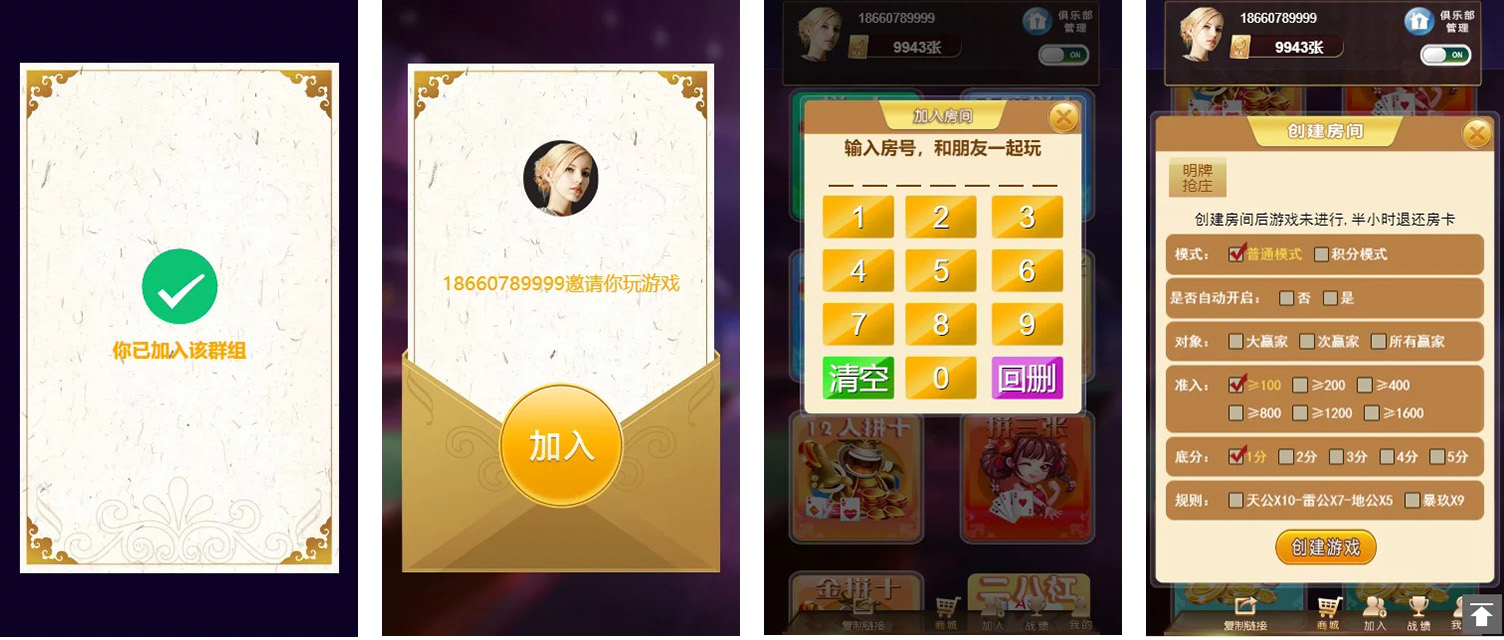 你已加入该群组
18660789999邀请你玩游戏
加入
18660789999
9943张
俱乐部
管理
ON
加入房间
输入房号，和朋友一起玩
1 2 3
4 5 6
7 8 9
清空 0 回删
12人拼十
拼三张
金拼十
二八杠
复制链接 商城 加入 战绩 我的
18660789999
9943张
俱乐部
管理
ON
创建房间
明牌
抢庄
创建房间后游戏未进行, 半小时退还房卡
模式： 普通模式 积分模式
是否自动开启： 否 是
对象： 大赢家 次赢家 所有赢家
准入： ≥100 ≥200 ≥400
≥800 ≥1200 ≥1600
底分： 1分 2分 3分 4分 5分
规则： 天公X10-雷公X7-地公X5 暴玖X9
创建游戏
复制链接 商城 加入 战绩 我